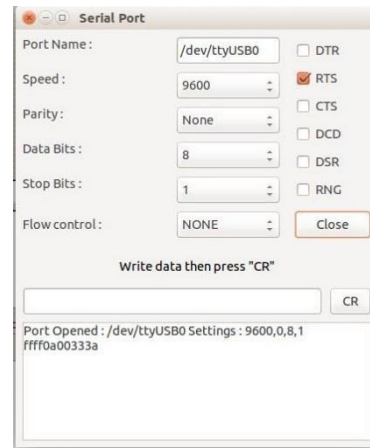 Serial Port
Port Name :
/dev/ttyUSB0
DTR
Speed :
9600
RTS
Parity :
None
CTS
Data Bits :
8
DCD
Stop Bits :
1
DSR
RNG
Flow control :
NONE
Close
Write data then press "CR"
CR
Port Opened : /dev/ttyUSB0 Settings : 9600,0,8,1
ffff0a00333a